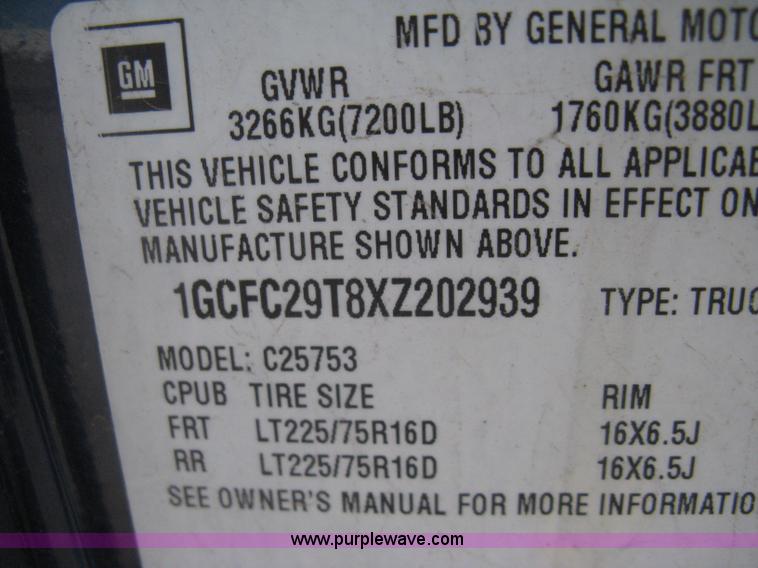 MFD BY GENERAL MOTO
GM
GVWR GAWR FRT
3266KG(7200LB) 1760KG(3880L
THIS VEHICLE CONFORMS TO ALL APPLICAB
VEHICLE SAFETY STANDARDS IN EFFECT ON
MANUFACTURE SHOWN ABOVE.
1GCFC29T8XZ202939 TYPE: TRUC
MODEL: C25753
CPUB TIRE SIZE RIM
FRT LT225/75R16D 16X6.5J
RR LT225/75R16D 16X6.5J
SEE OWNER'S MANUAL FOR MORE INFORMATIO
www.purplewave.com